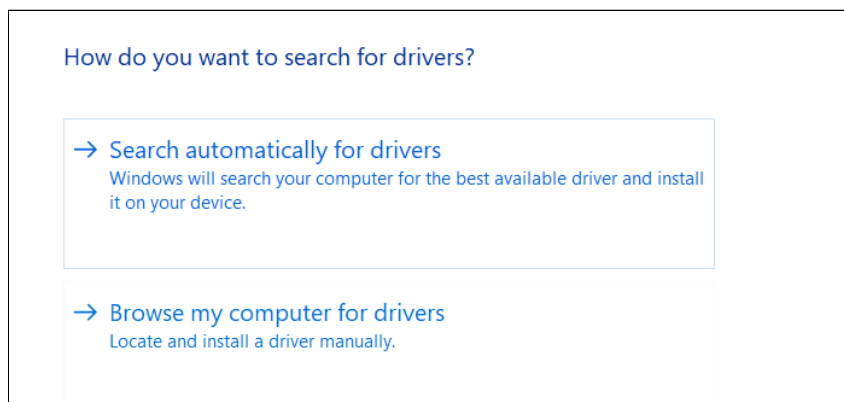 How do you want to search for drivers?
Search automatically for drivers
Windows will search your computer for the best available driver and install
it on your device.
Browse my computer for drivers
Locate and install a driver manually.